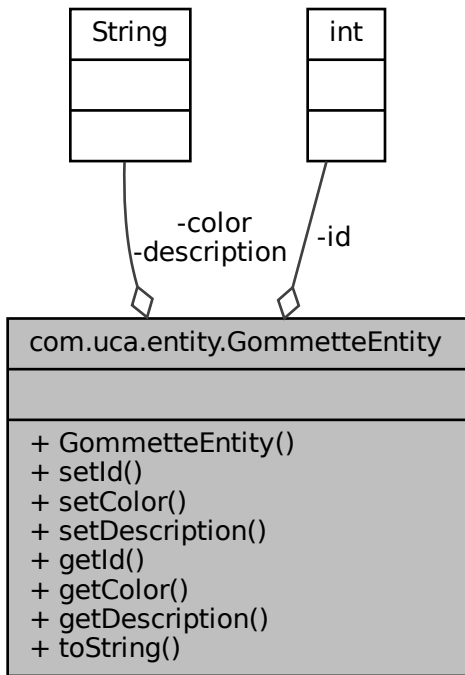 String
int
-color
-description
-id
com.uca.entity.GommetteEntity
+ GommetteEntity()
+ setId()
+ setColor()
+ setDescription()
+ getId()
+ getColor()
+ getDescription()
+ toString()